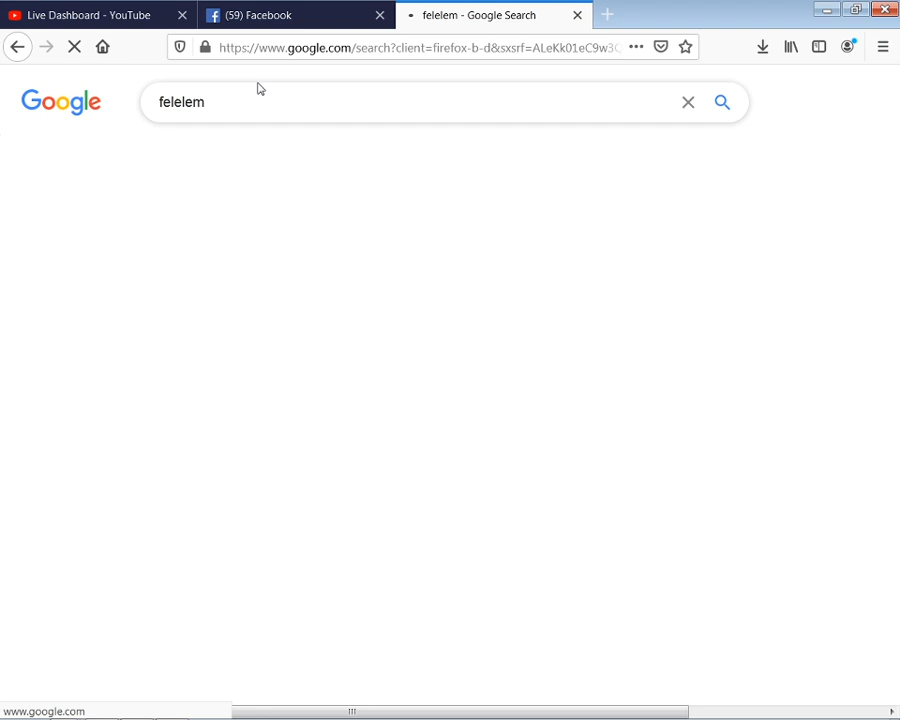 Live Dashboard - YouTube
(59) Facebook
felelem - Google Search
https://www.google.com/search?client=firefox-b-d&sxsrf=ALeKk01eC9w3C
Google
felelem
www.google.com